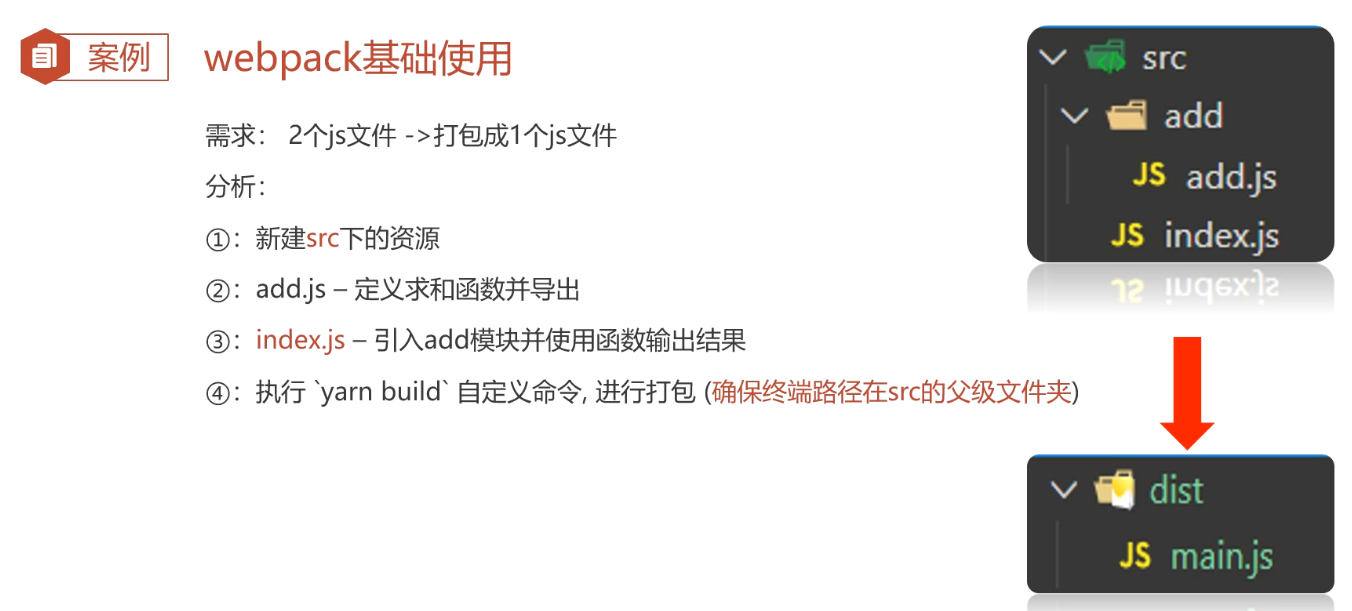 案例
webpack基础使用
需求： 2个js文件 ->打包成1个js文件
分析：
①：新建src下的资源
②：add.js – 定义求和函数并导出
③：index.js – 引入add模块并使用函数输出结果
④：执行 `yarn build` 自定义命令, 进行打包 (确保终端路径在src的父级文件夹)
src
add
JS add.js
JS index.js
dist
JS main.js